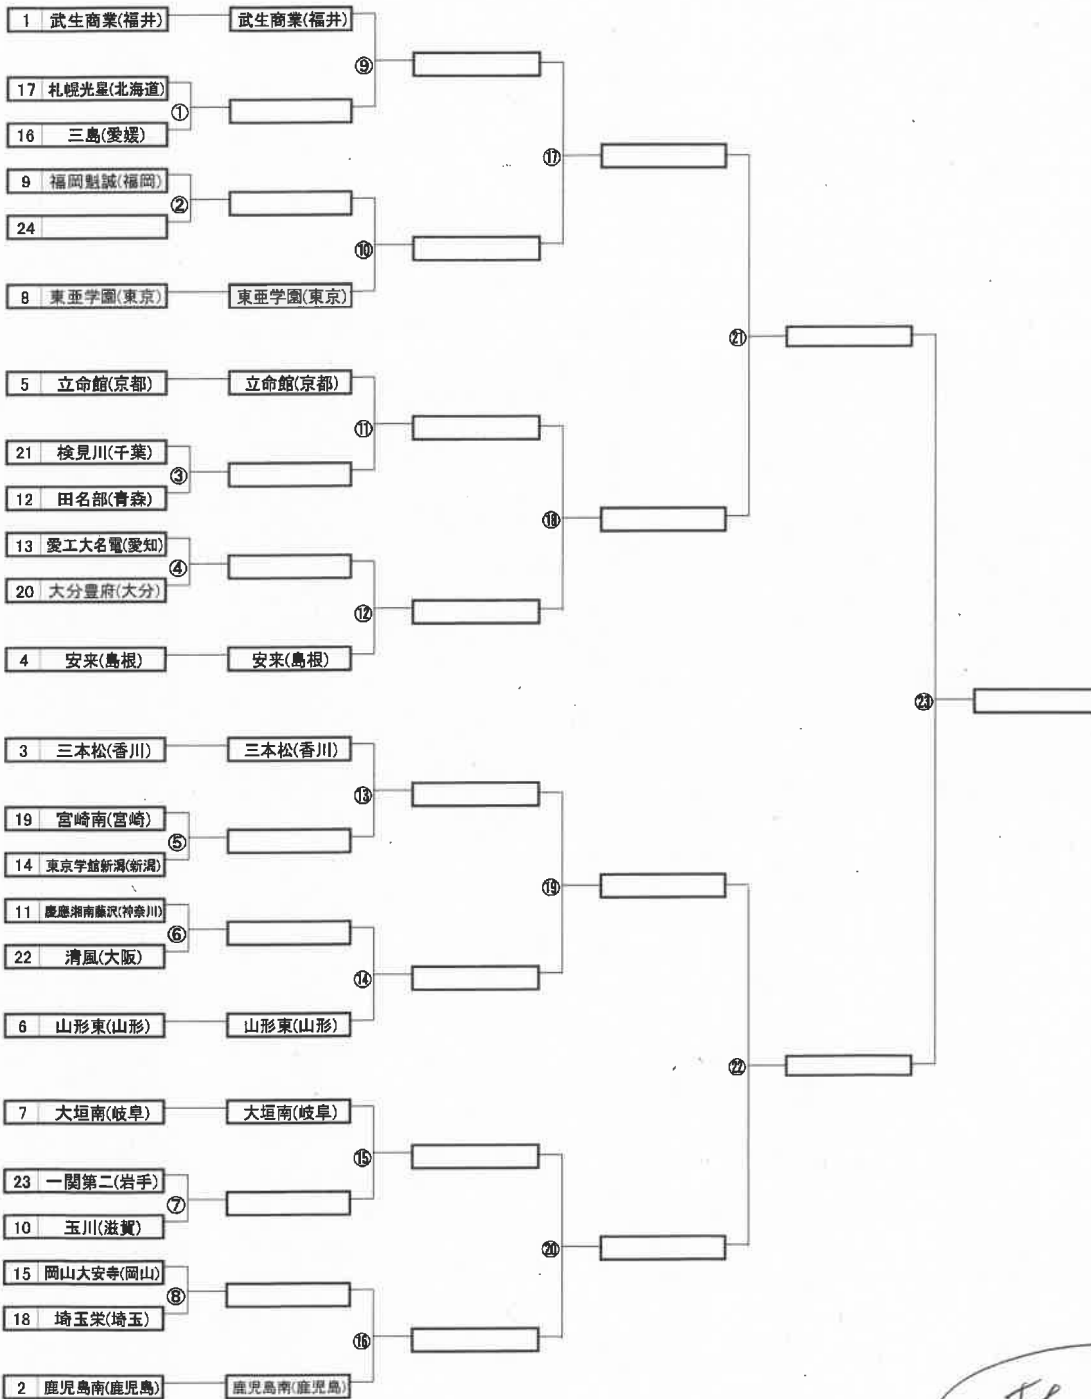 1 武生商業(福井) 武生商業(福井)
⑨
17 札幌光星(北海道)
①
16 三島(愛媛)
⑰
9 福岡魁誠(福岡)
②
24
⑩
8 東亜学園(東京) 東亜学園(東京)
㉑
5 立命館(京都) 立命館(京都)
⑪
21 検見川(千葉)
③
12 田名部(青森)
⑱
13 愛工大名電(愛知)
④
20 大分豊府(大分)
⑫
4 安来(島根) 安来(島根)
㉓
3 三本松(香川) 三本松(香川)
⑬
19 宮崎南(宮崎)
⑤
14 東京学館新潟(新潟)
⑲
11 慶應湘南藤沢(神奈川)
⑥
22 清風(大阪)
⑭
6 山形東(山形) 山形東(山形)
㉒
7 大垣南(岐阜) 大垣南(岐阜)
⑮
23 一関第二(岩手)
⑦
10 玉川(滋賀)
⑳
15 岡山大安寺(岡山)
⑧
18 埼玉栄(埼玉)
⑯
2 鹿児島南(鹿児島) 鹿児島南(鹿児島)